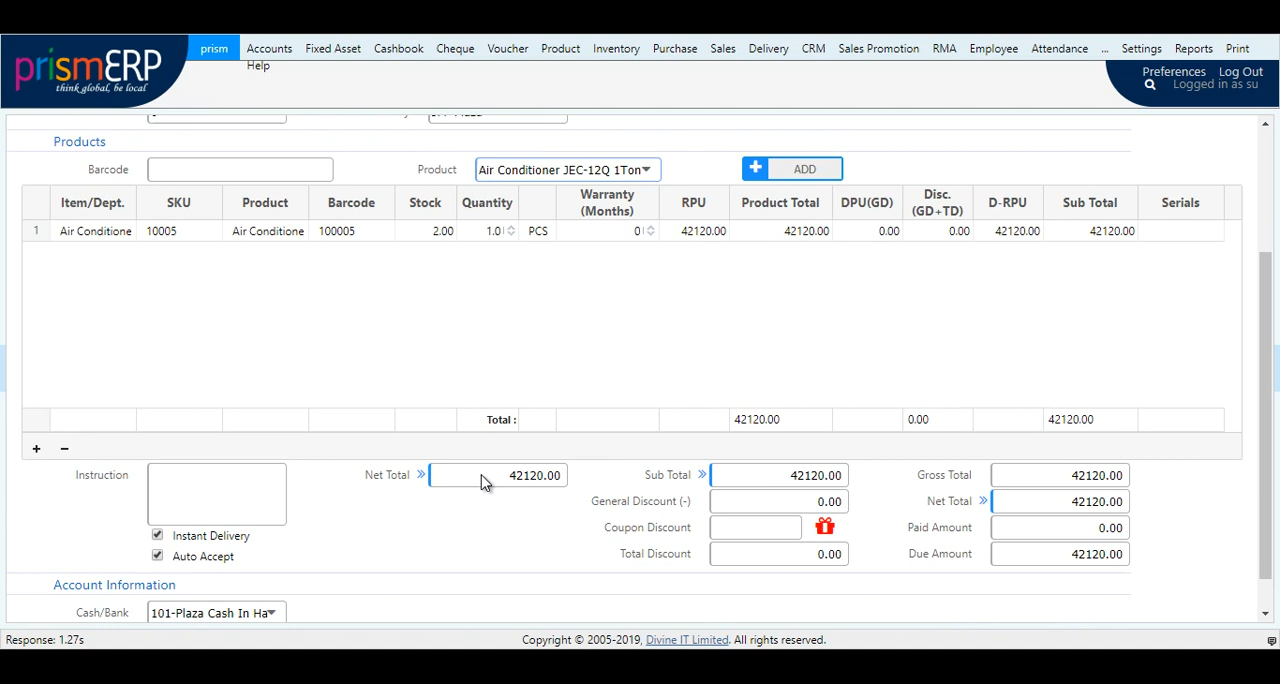 prismERP
think global, be local
prism Accounts Fixed Asset Cashbook Cheque Voucher Product Inventory Purchase Sales Delivery CRM Sales Promotion RMA Employee Attendance ... Settings Reports Print
Help
Preferences Log Out
Logged in as su
Products
Barcode Product Air Conditioner JEC-12Q 1Ton + ADD
Item/Dept. SKU Product Barcode Stock Quantity Warranty (Months) RPU Product Total DPU(GD) Disc. (GD+TD) D-RPU Sub Total Serials
1 Air Conditione 10005 Air Conditione 100005 2.00 1.0 PCS 0 42120.00 42120.00 0.00 0.00 42120.00 42120.00
Total : 42120.00 0.00 42120.00
+ −
Instruction Net Total » 42120.00 Sub Total » 42120.00 Gross Total 42120.00
General Discount (-) 0.00 Net Total » 42120.00
Coupon Discount Paid Amount 0.00
Instant Delivery
Total Discount 0.00 Due Amount 42120.00
Auto Accept
Account Information
Cash/Bank 101-Plaza Cash In Ha
Response: 1.27s Copyright © 2005-2019, Divine IT Limited. All rights reserved.